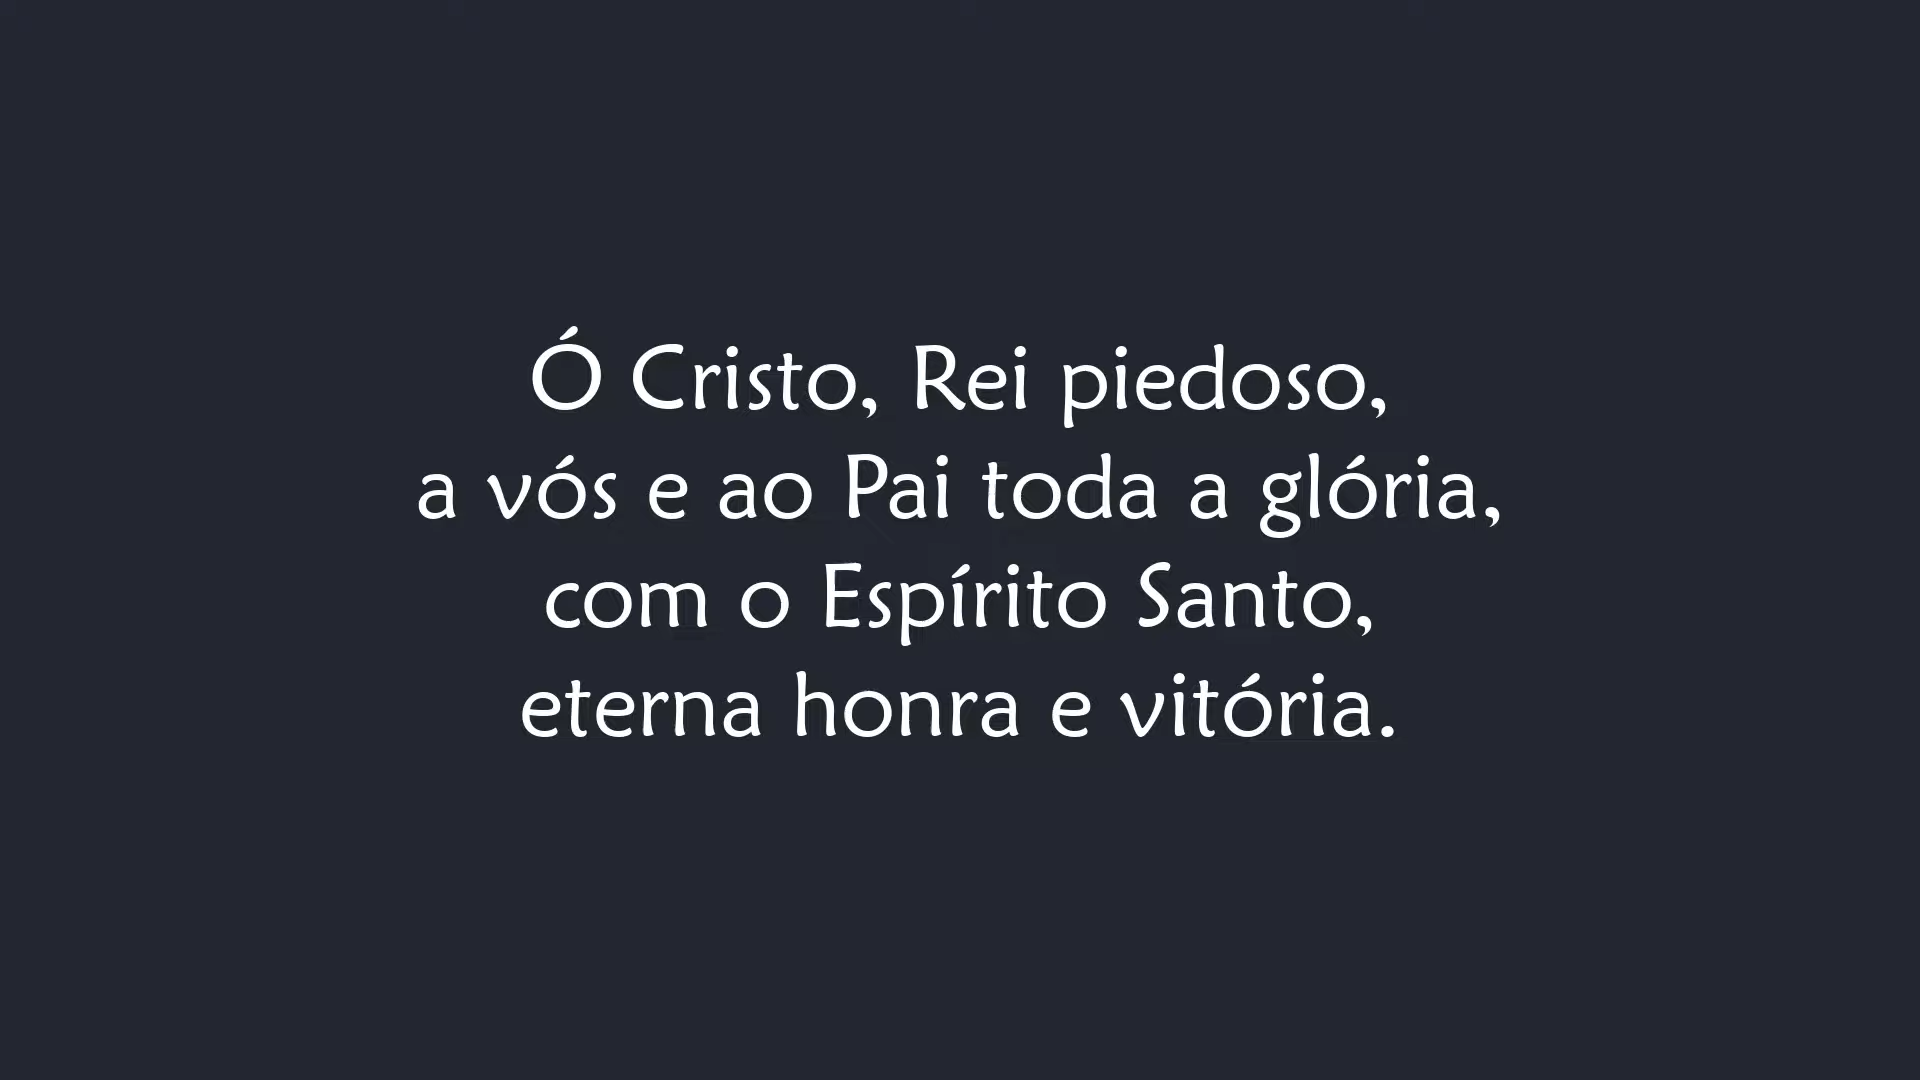 Ó Cristo, Rei piedoso,
a vós e ao Pai toda a glória,
com o Espírito Santo,
eterna honra e vitória.